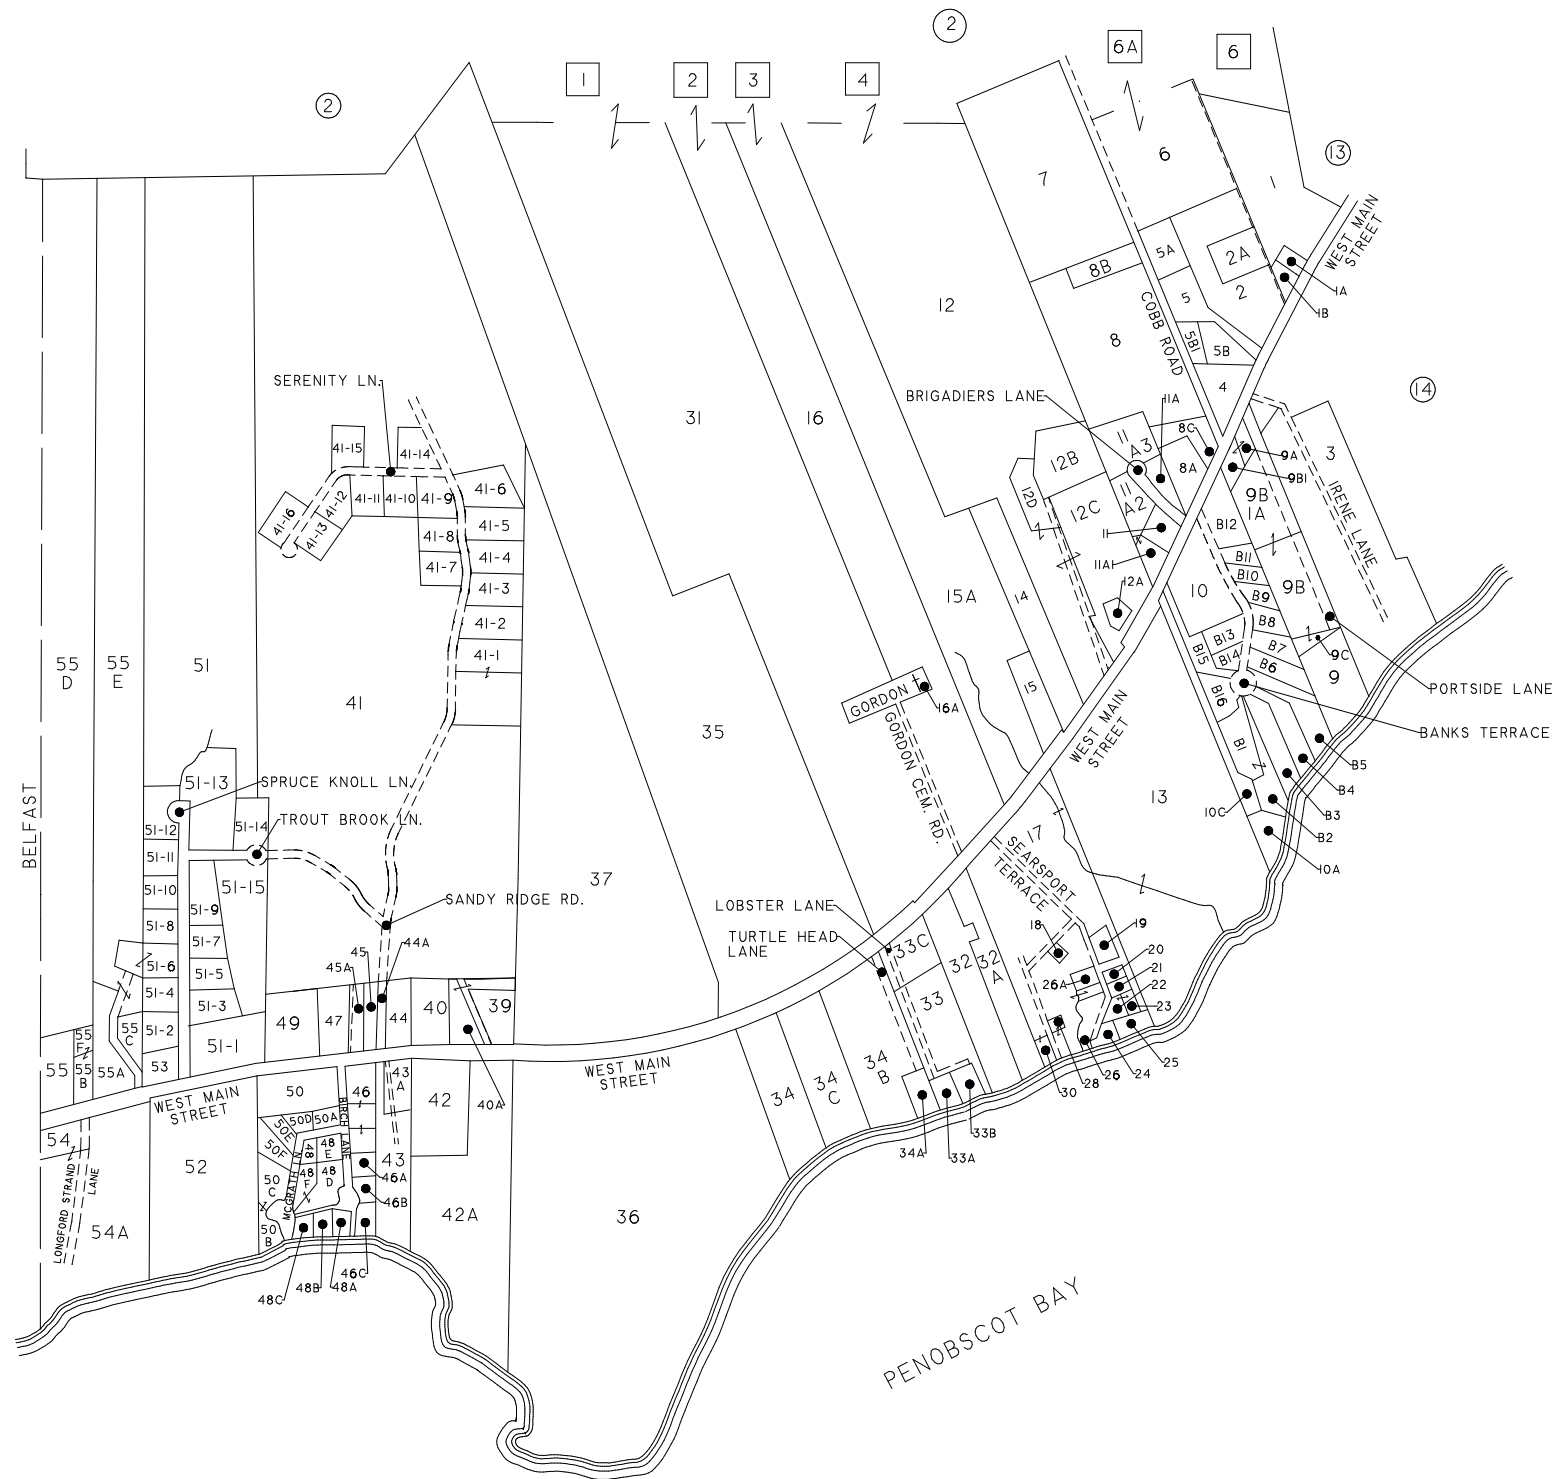 2
2
1
2
3
4
6A
6
13
14
7
6
1
5A
2A
2
1A
1B
8B
5
COBB ROAD
WEST MAIN
STREET
12
8
5B1
5B
4
SERENITY LN.
BRIGADIERS LANE
11A
8C
31
16
3
41-15
41-14
12B
A3
8A
9A
9B1
41-6
41-16
41-12
41-11
41-10
41-9
12D
12C
A2
9B
1A
IRENE LANE
41-13
41-8
41-5
11
B12
41-7
41-4
11A1
B11
41-3
12A
10
B10
9B
B9
15A
14
41-2
B8
B13
B7
9C
41-1
B15
B14
B6
9
55
D
55
E
51
15
PORTSIDE LANE
41
GORDON
16A
B16
BANKS TERRACE
35
GORDON CEM. RD.
WEST MAIN
STREET
B1
B5
B4
51-13
SPRUCE KNOLL LN.
13
B3
BELFAST
51-12
51-14
TROUT BROOK LN.
10C
B2
17
51-11
10A
SEARSPORT
TERRACE
51-10
51-15
37
51-9
SANDY RIDGE RD.
LOBSTER LANE
51-8
51-7
TURTLE HEAD
LANE
33C
18
19
45A
45
44A
32
32
A
20
51-6
51-5
26A
21
51-4
51-3
22
49
47
44
40
39
33
23
55
F
55
C
51-2
51-1
55
55
B
55A
53
WEST MAIN
STREET
34
B
30
28
26
24
25
50
46
43
A
42
40A
34
34
C
WEST MAIN
STREET
50D
50A
BIRCH LANE
54
50E
50F
48
48
E
33B
34A
33A
52
50
C
48
F
48
D
43
46A
46B
MCGRATH LN
LONGFORD STRAND
LANE
54A
50
B
42A
36
48C
48B
48A
46C
PENOBSCOT BAY